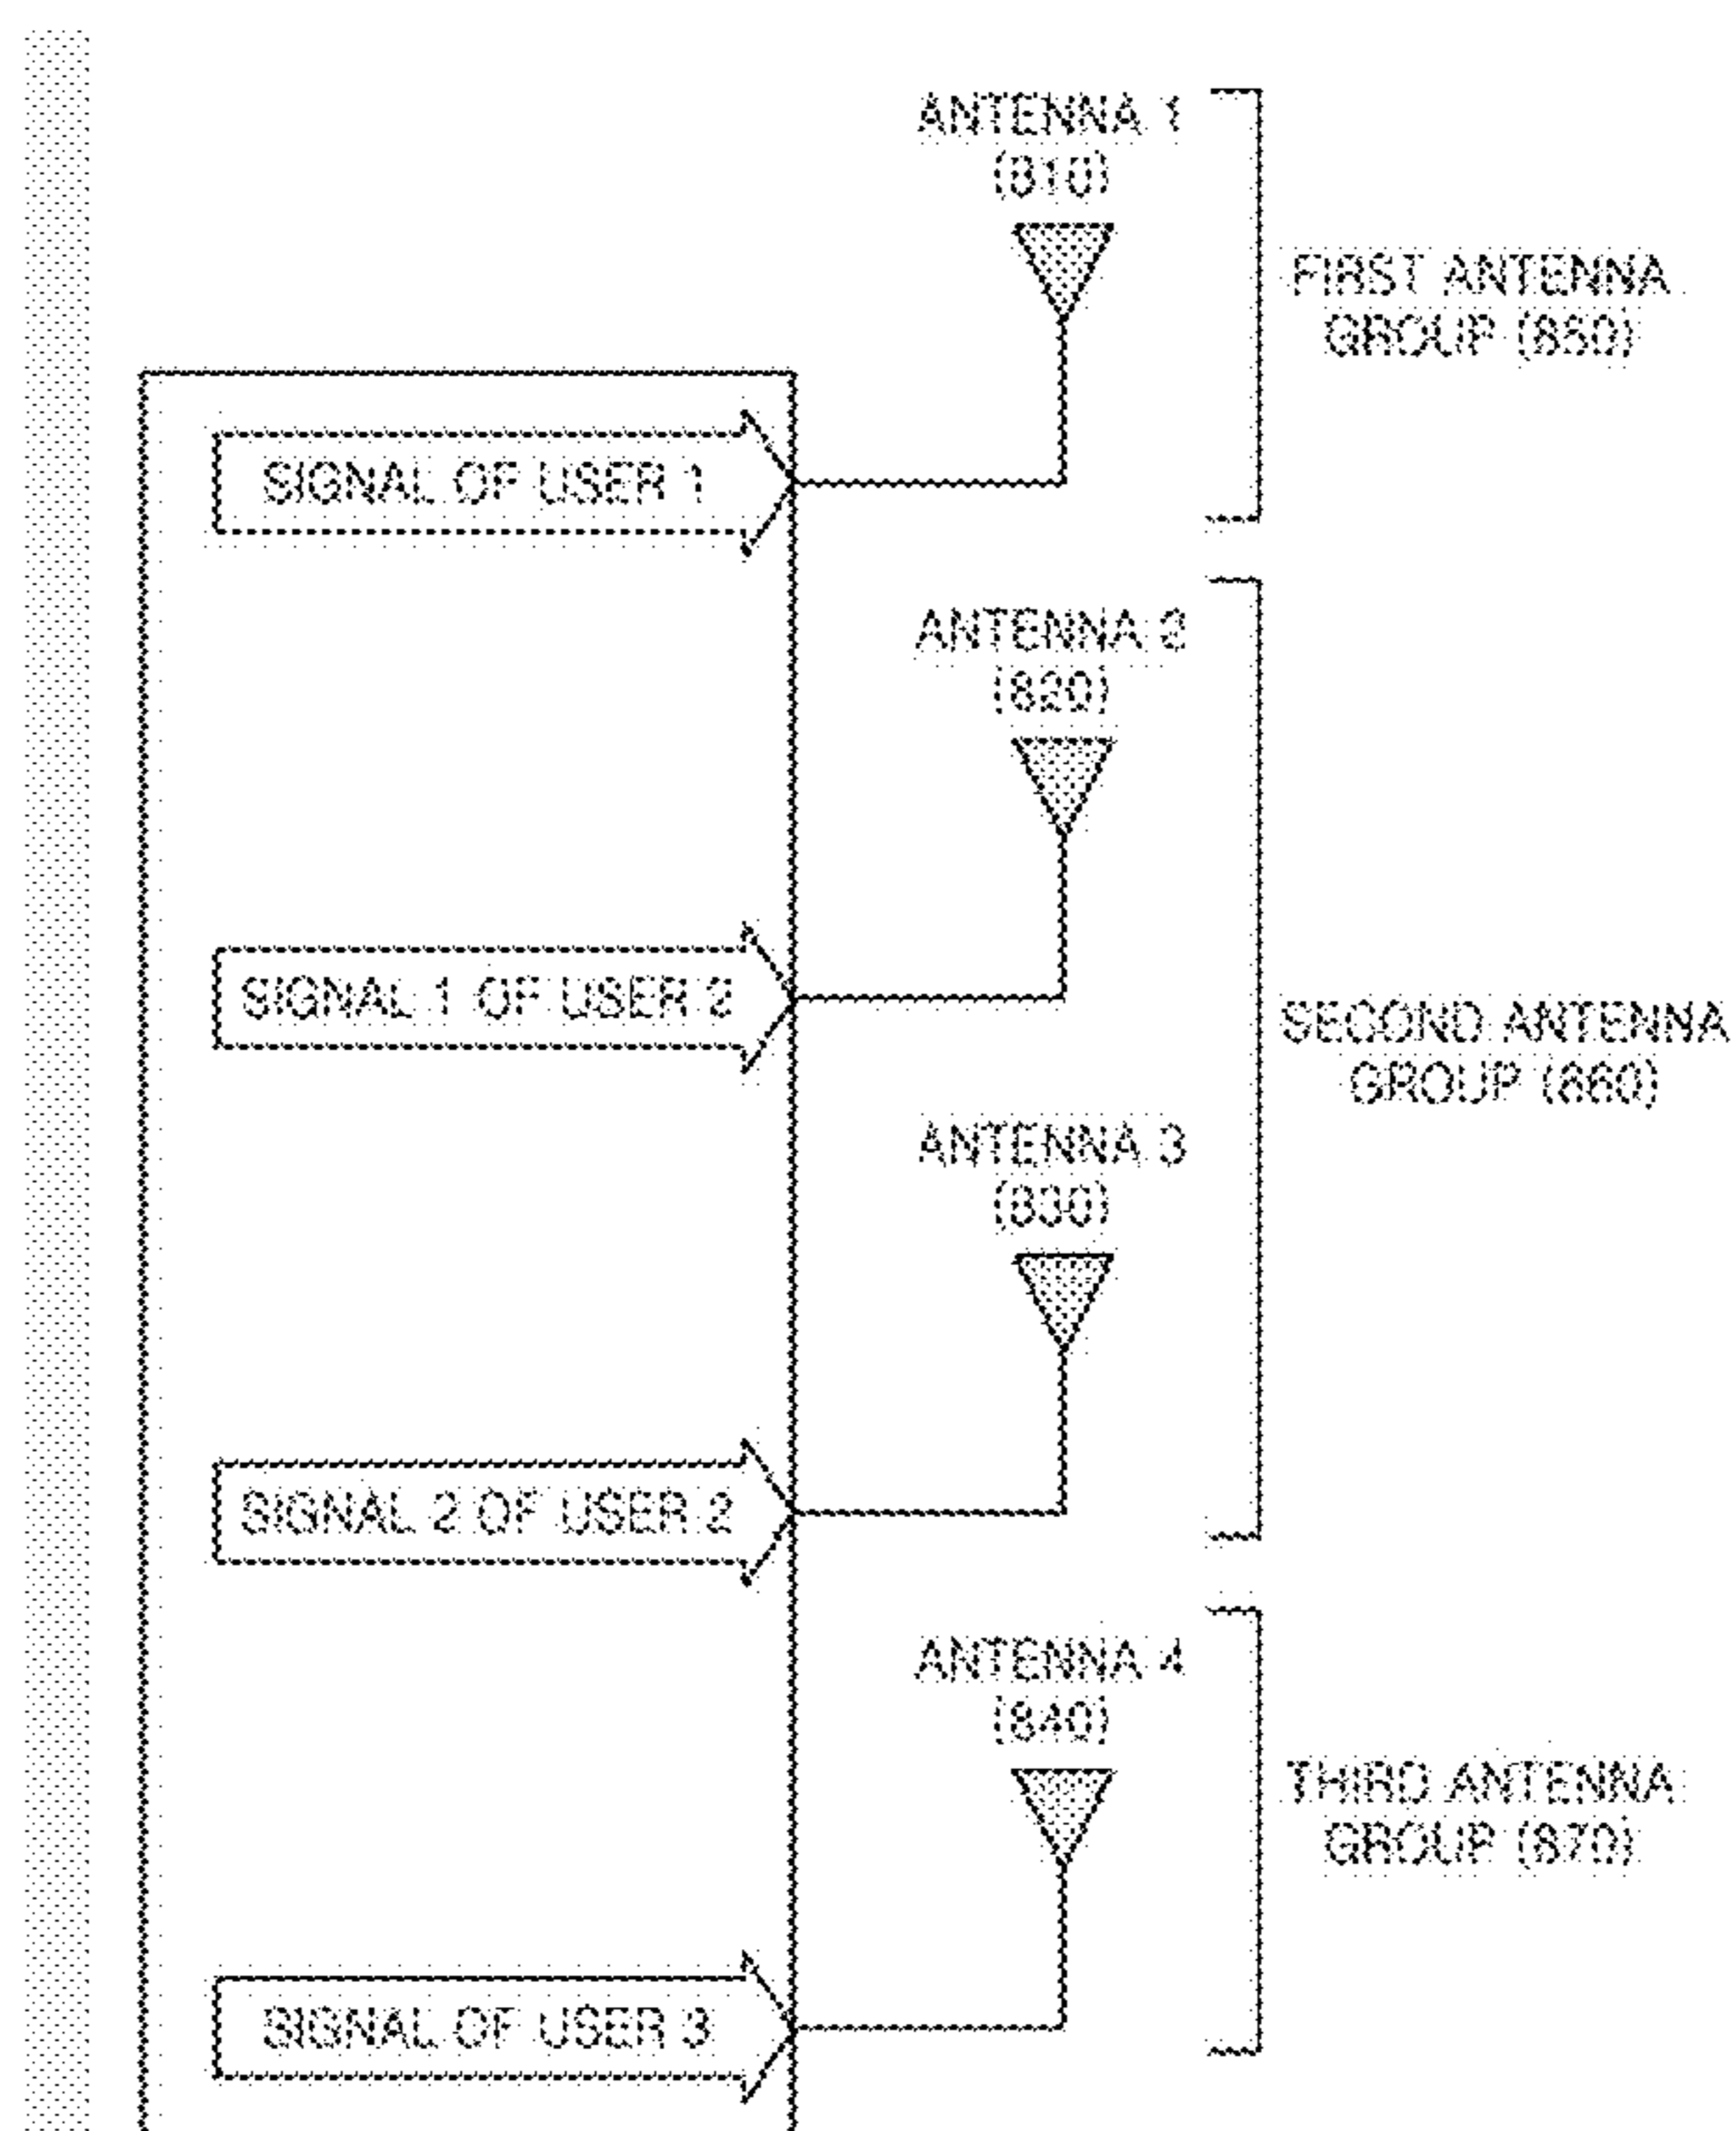 ANTENNA 1
(810)
FIRST ANTENNA
GROUP (850)
SIGNAL OF USER 1
ANTENNA 2
(820)
SIGNAL 1 OF USER 2
SECOND ANTENNA
GROUP (860)
ANTENNA 3
(830)
SIGNAL 2 OF USER 2
ANTENNA 4
(840)
THIRD ANTENNA
GROUP (870)
SIGNAL OF USER 3